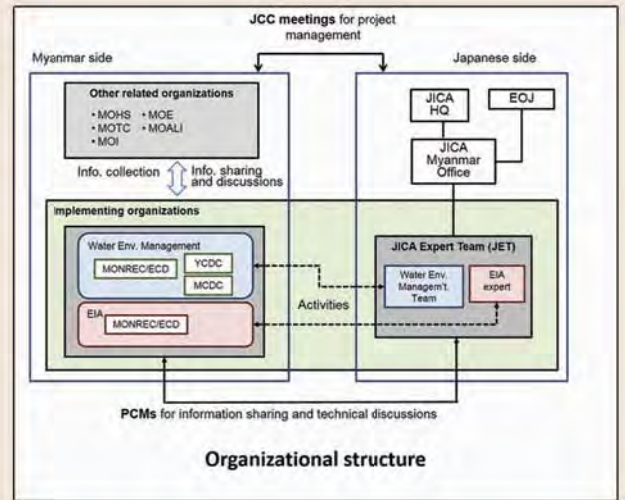 JCC meetings for project
management
Myanmar side
Japanese side
Other related organizations
• MOHS • MOE
• MOTC • MOALI
• MOI
JICA
HQ
EOJ
JICA
Myanmar
Office
Info. collection
Info. sharing
and discussions
Implementing organizations
Water Env. Management
MONREC/ECD
YCDC
MCDC
EIA
MONREC/ECD
Activities
JICA Expert Team (JET)
Water Env.
Managem't.
Team
EIA
expert
PCMs for information sharing and technical discussions
Organizational structure